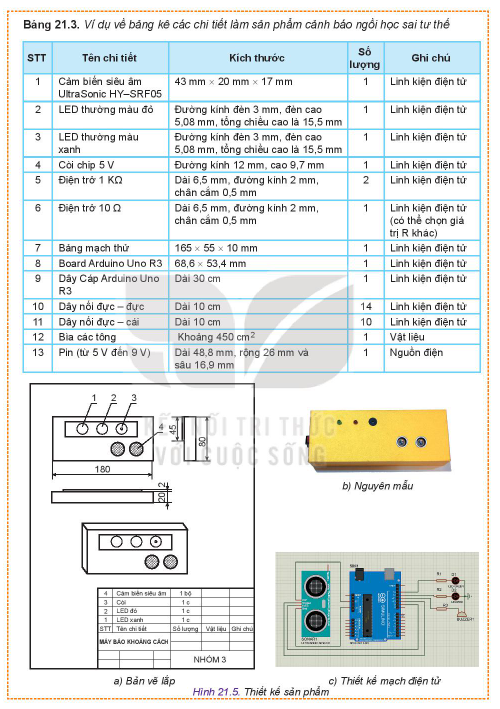 Bảng 21.3. Ví dụ về bảng kê các chi tiết làm sản phẩm cảnh báo ngồi học sai tư thế
STT Tên chi tiết Kích thước Số lượng Ghi chú
1 Cảm biến siêu âm UltraSonic HY–SRF05 43 mm × 20 mm × 17 mm 1 Linh kiện điện tử
2 LED thường màu đỏ Đường kính đèn 3 mm, đèn cao 5,08 mm, tổng chiều cao là 15,5 mm 1 Linh kiện điện tử
3 LED thường màu xanh Đường kính đèn 3 mm, đèn cao 5,08 mm, tổng chiều cao là 15,5 mm 1 Linh kiện điện tử
4 Còi chip 5 V Đường kính 12 mm, cao 9,7 mm 1 Linh kiện điện tử
5 Điện trở 1 KΩ Dài 6,5 mm, đường kính 2 mm, chân cắm 0,5 mm 2 Linh kiện điện tử
6 Điện trở 10 Ω Dài 6,5 mm, đường kính 2 mm, chân cắm 0,5 mm 1 Linh kiện điện tử (có thể chọn giá trị R khác)
7 Bảng mạch thử 165 × 55 × 10 mm 1 Linh kiện điện tử
8 Board Arduino Uno R3 68,6 × 53,4 mm 1 Linh kiện điện tử
9 Dây Cáp Arduino Uno R3 Dài 30 cm 1 Linh kiện điện tử
10 Dây nối đực – đực Dài 10 cm 14 Linh kiện điện tử
11 Dây nối đực – cái Dài 10 cm 10 Linh kiện điện tử
12 Bìa các tông Khoảng 450 cm² 1 Vật liệu
13 Pin (từ 5 V đến 9 V) Dài 48,8 mm, rộng 26 mm và sâu 16,9 mm 1 Nguồn điện
KẾT NỐI TRI THỨC
VỚI CUỘC SỐNG
1 2 3
4
45
80
180
2
20
4 Cảm biến siêu âm 1 bộ
3 Còi 1 c
2 LED đỏ 1 c
1 LED xanh 1 c
STT Tên chi tiết Số lượng Vật liệu Ghi chú
MÁY BÁO KHOẢNG CÁCH
NHÓM 3
a) Bản vẽ lắp
b) Nguyên mẫu
R1
R2
R3
c) Thiết kế mạch điện tử
Hình 21.5. Thiết kế sản phẩm